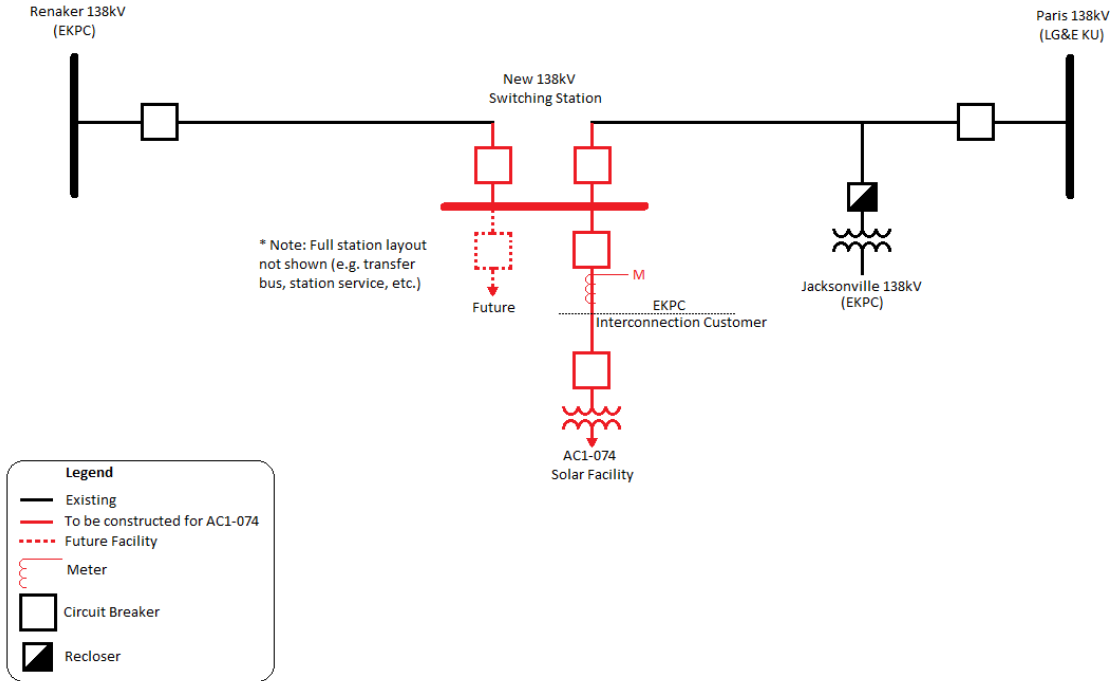 Renaker 138kV
(EKPC)
Paris 138kV
(LG&E KU)
New 138kV
Switching Station
* Note: Full station layout
not shown (e.g. transfer
bus, station service, etc.)
M
Future
EKPC
Interconnection Customer
Jacksonville 138kV
(EKPC)
AC1-074
Solar Facility
Legend
Existing
To be constructed for AC1-074
Future Facility
Meter
Circuit Breaker
Recloser